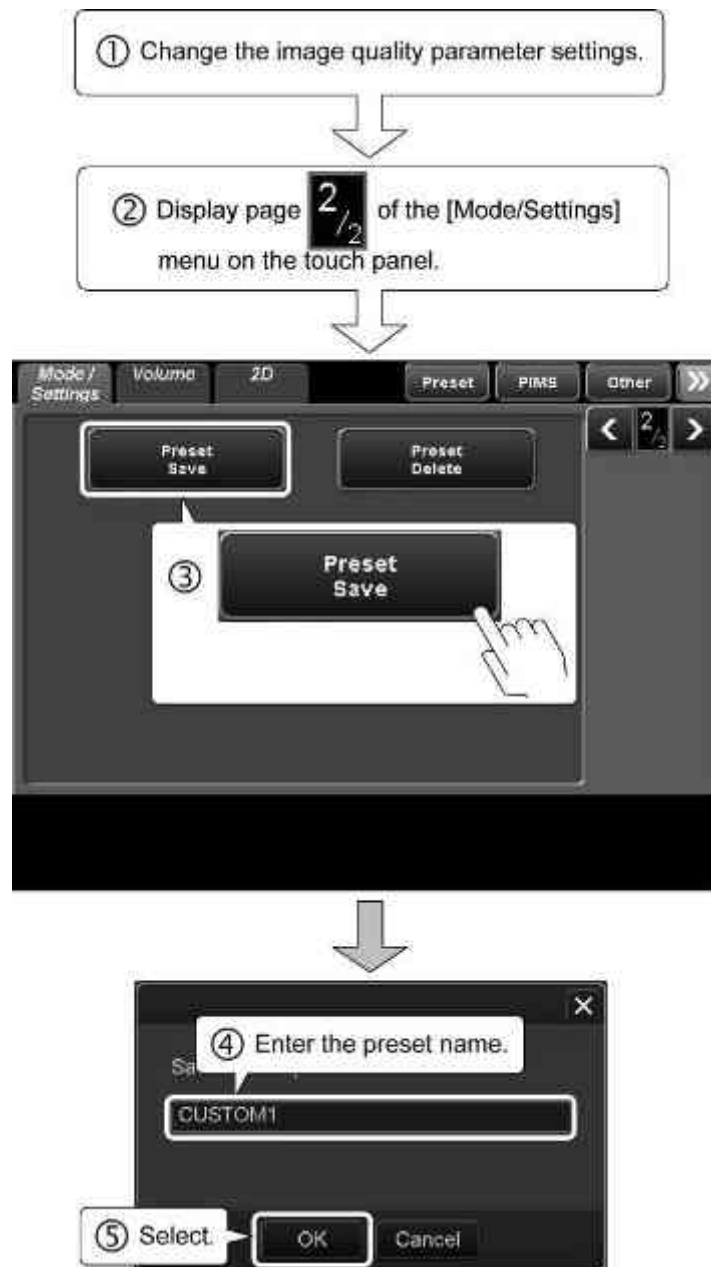 ① Change the image quality parameter settings.
② Display page 2/2 of the [Mode/Settings]
menu on the touch panel.
Mode / Settings Volume 2D Preset PIMS Other »
< 2/2 >
Preset Save
Preset Delete
③ Preset
Save
④ Enter the preset name.
CUSTOM1
⑤ Select.
OK Cancel